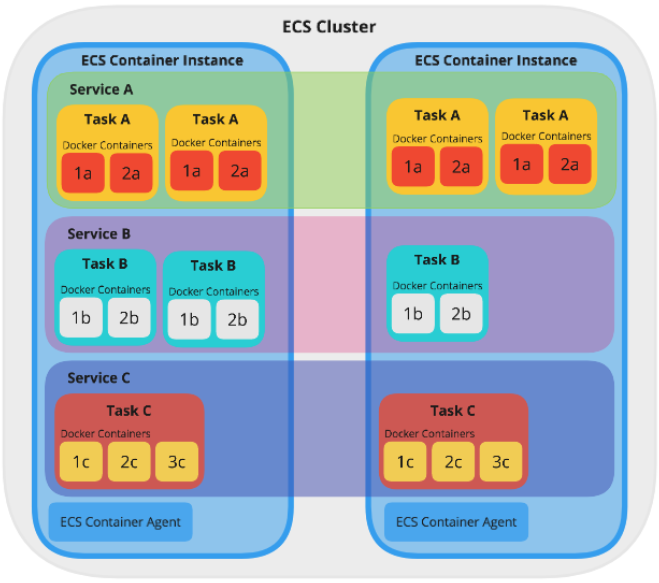 ECS Cluster
ECS Container Instance
ECS Container Instance
Service A
Task A
Docker Containers
1a 2a
Task A
Docker Containers
1a 2a
Task A
Docker Containers
1a 2a
Task A
Docker Containers
1a 2a
Service B
Task B
Docker Containers
1b 2b
Task B
Docker Containers
1b 2b
Task B
Docker Containers
1b 2b
Service C
Task C
Docker Containers
1c 2c 3c
Task C
Docker Containers
1c 2c 3c
ECS Container Agent
ECS Container Agent